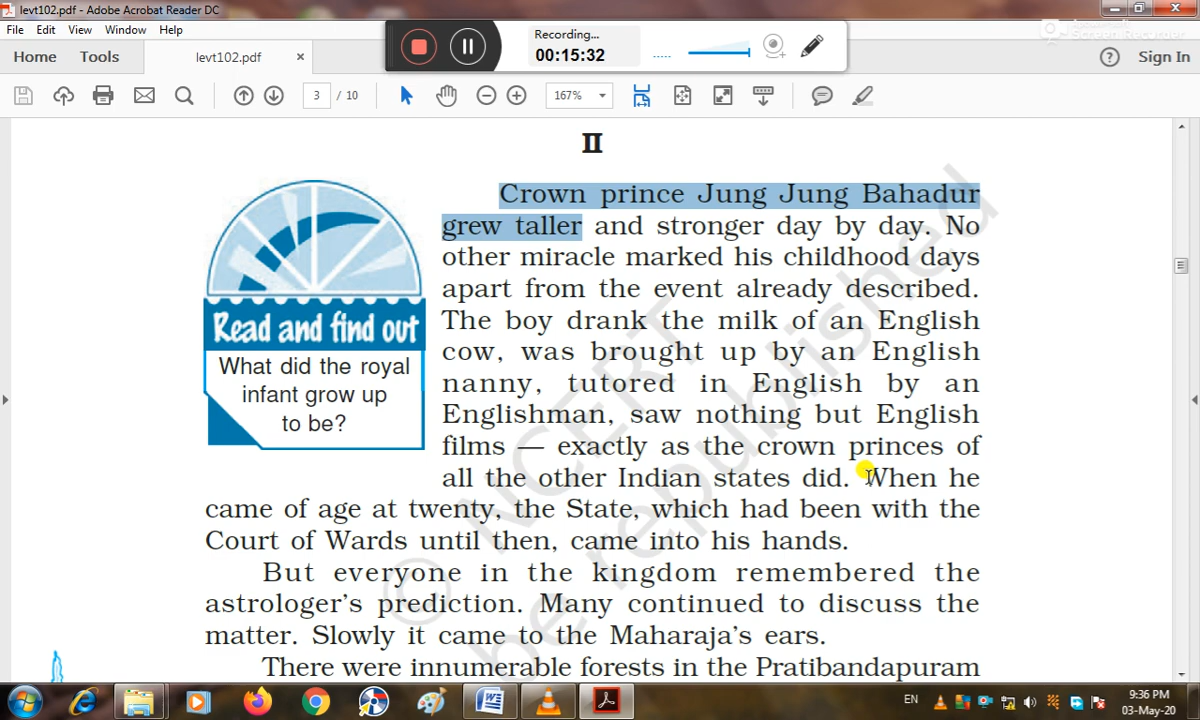 levt102.pdf - Adobe Acrobat Reader DC
File Edit View Window Help
Recording...
00:15:32
Screen Recorder
Home Tools levt102.pdf ×
Sign In
3 / 10
167%
II
Crown prince Jung Jung Bahadur
grew taller and stronger day by day. No
other miracle marked his childhood days
apart from the event already described.
The boy drank the milk of an English
cow, was brought up by an English
nanny, tutored in English by an
Englishman, saw nothing but English
films — exactly as the crown princes of
all the other Indian states did. When he
came of age at twenty, the State, which had been with the
Court of Wards until then, came into his hands.
Read and find out
What did the royal
infant grow up
to be?
But everyone in the kingdom remembered the
astrologer's prediction. Many continued to discuss the
matter. Slowly it came to the Maharaja's ears.
There were innumerable forests in the Pratibandapuram
© NCERT
be republished
EN
9:36 PM
03-May-20